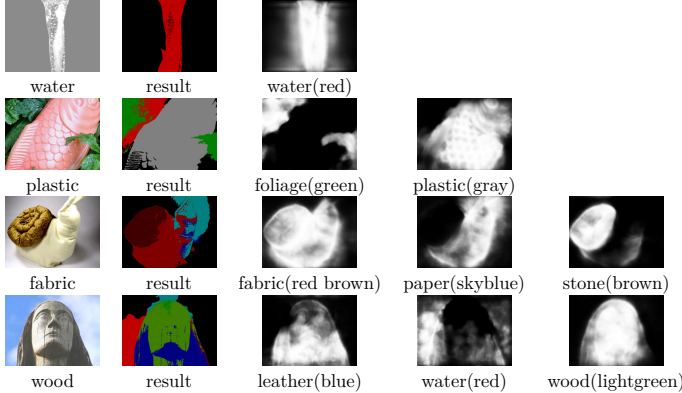 water result water(red)
plastic result foliage(green) plastic(gray)
fabric result fabric(red brown) paper(skyblue) stone(brown)
wood result leather(blue) water(red) wood(lightgreen)